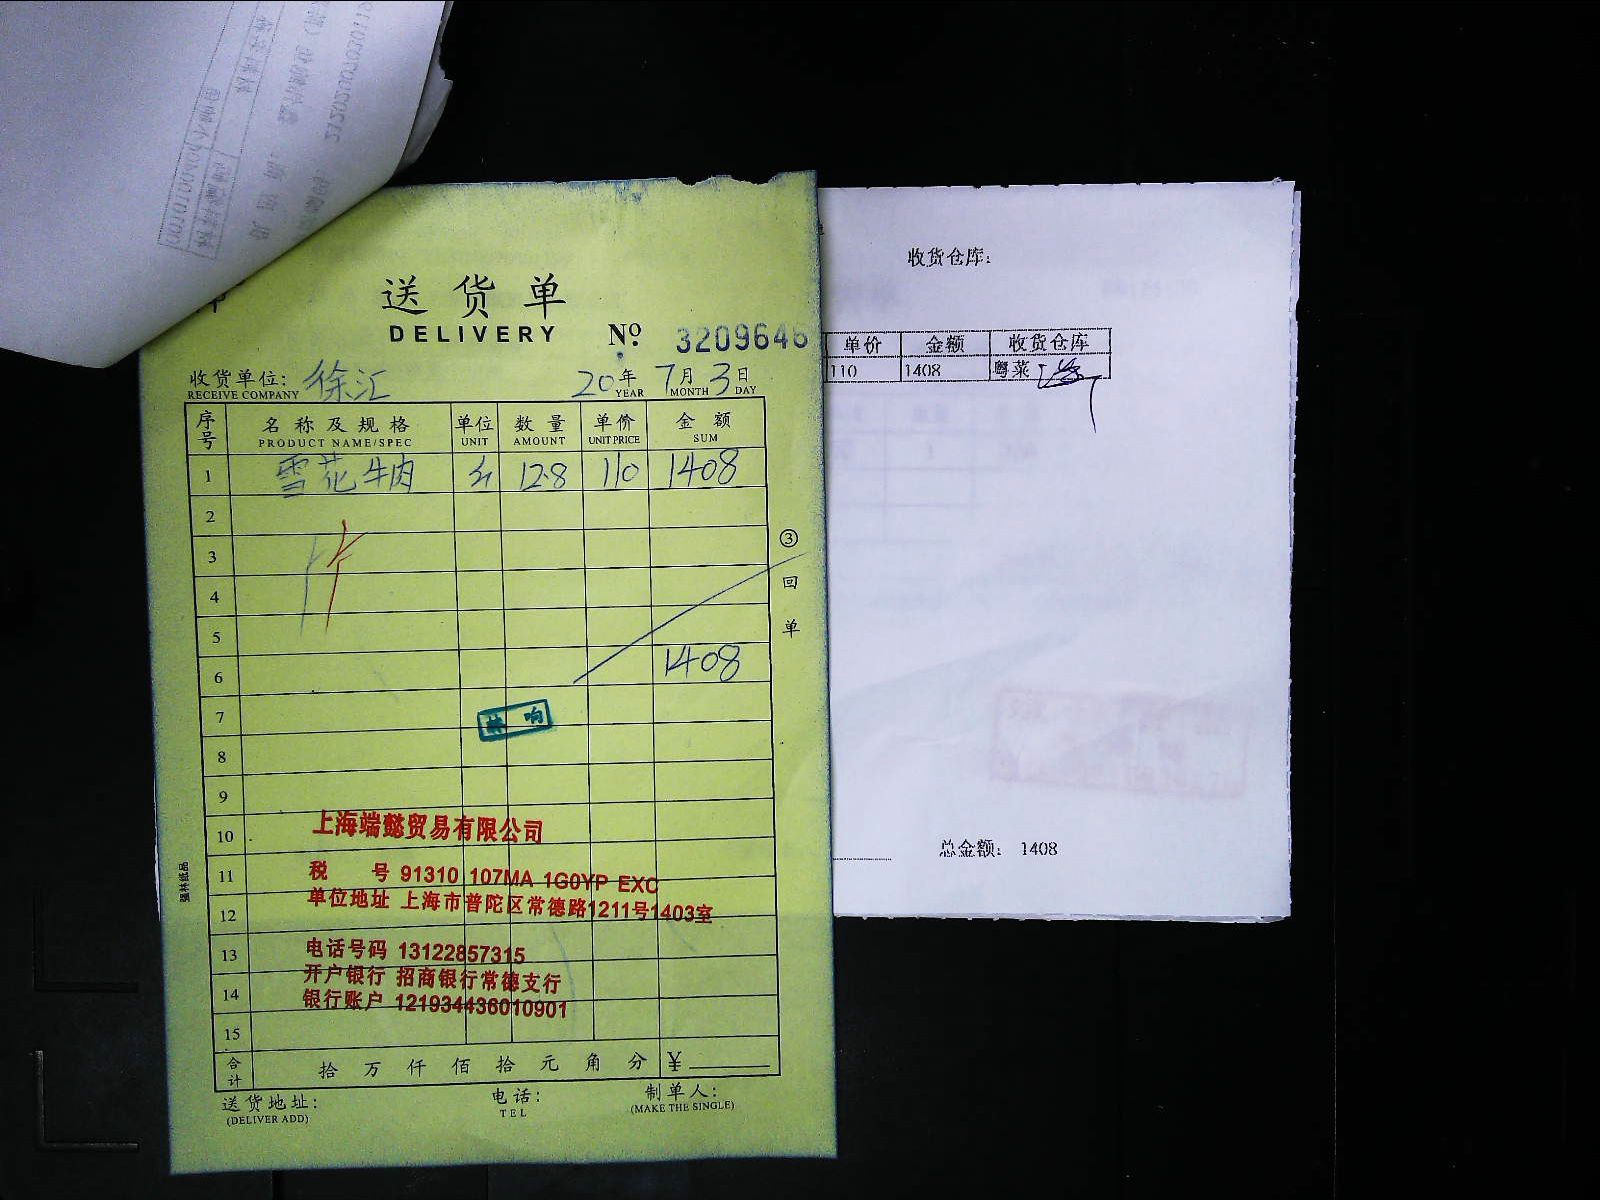 送货单
DELIVERY
No 3209646
收货单位: 徐汇 20年 7月 3日
RECEIVE COMPANY YEAR MONTH DAY
序号 名称及规格 单位 数量 单价 金额
PRODUCT NAME/SPEC UNIT AMOUNT UNIT PRICE SUM
1 雪花牛肉 斤 12.8 110 1408
2
3
4
5
6 1408
7
8
9
10
11
12
13
14
15
上海端懿贸易有限公司
税 号 91310 107MA 1G0YP EXC
单位地址 上海市普陀区常德路1211号1403室
电话号码 13122857315
开户银行 招商银行常德支行
银行账户 121934436010901
合计 拾 万 仟 佰 拾 元 角 分 ¥
送货地址: 电话: 制单人:
(DELIVER ADD) TEL (MAKE THE SINGLE)
③回单
强林纸品
收货仓库:
单价 金额 收货仓库
110 1408 粤菜
总金额: 1408